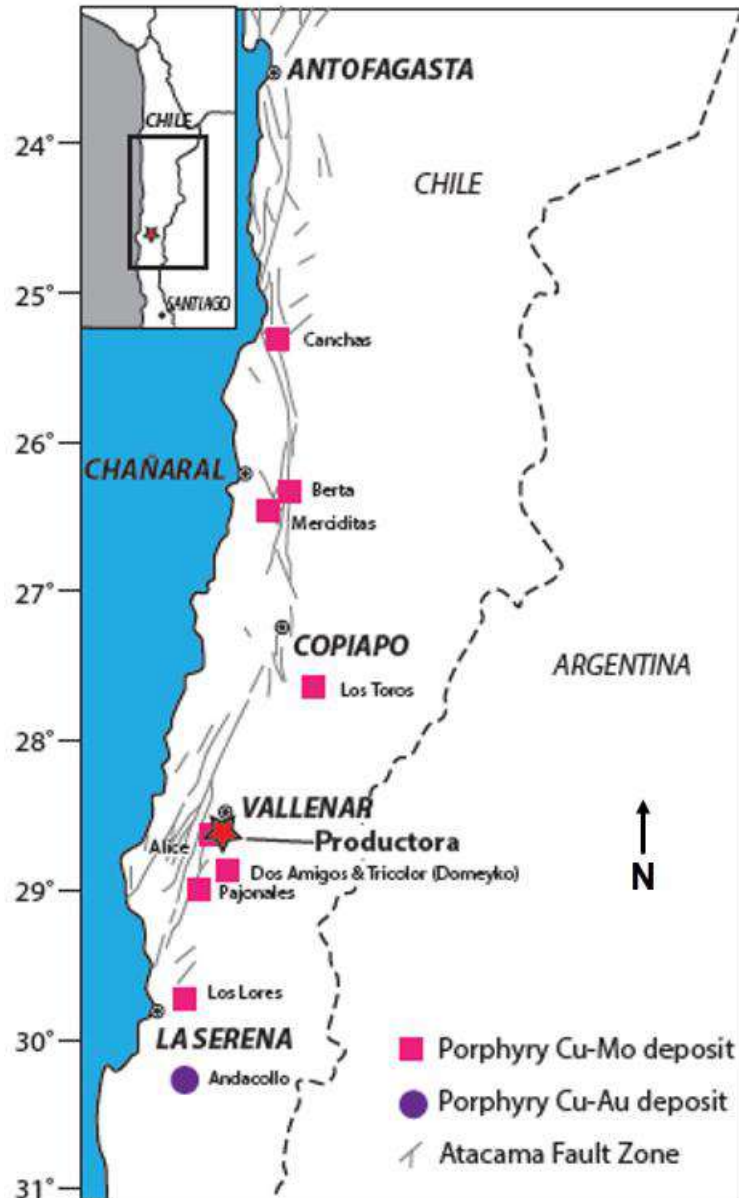 ANTOFAGASTA
CHILE
24°
CHILE
SANTIAGO
25°
Canchas
26°
CHAÑARAL
Berta
Merciditas
27°
COPIAPO
ARGENTINA
Los Toros
28°
VALLENAR
Alice
Productora
Dos Amigos & Tricolor (Domeyko)
29°
Pajonales
N
Los Lores
30°
LA SERENA
Porphyry Cu-Mo deposit
Andacollo
Porphyry Cu-Au deposit
Atacama Fault Zone
31°